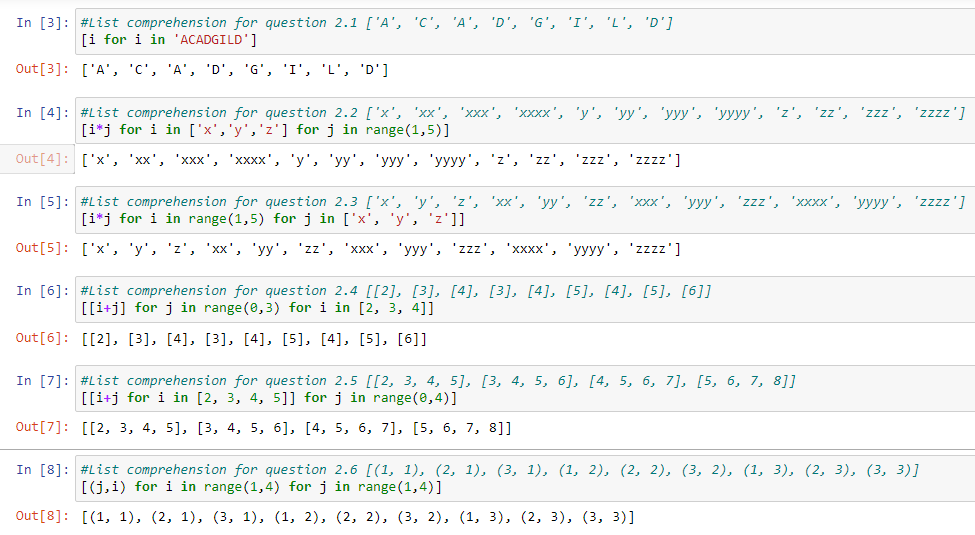 In [3]: #List comprehension for question 2.1 ['A', 'C', 'A', 'D', 'G', 'I', 'L', 'D']
[i for i in 'ACADGILD']
Out[3]: ['A', 'C', 'A', 'D', 'G', 'I', 'L', 'D']
In [4]: #List comprehension for question 2.2 ['x', 'xx', 'xxx', 'xxxx', 'y', 'yy', 'yyy', 'yyyy', 'z', 'zz', 'zzz', 'zzzz']
[i*j for i in ['x','y','z'] for j in range(1,5)]
Out[4]: ['x', 'xx', 'xxx', 'xxxx', 'y', 'yy', 'yyy', 'yyyy', 'z', 'zz', 'zzz', 'zzzz']
In [5]: #List comprehension for question 2.3 ['x', 'y', 'z', 'xx', 'yy', 'zz', 'xxx', 'yyy', 'zzz', 'xxxx', 'yyyy', 'zzzz']
[i*j for i in range(1,5) for j in ['x', 'y', 'z']]
Out[5]: ['x', 'y', 'z', 'xx', 'yy', 'zz', 'xxx', 'yyy', 'zzz', 'xxxx', 'yyyy', 'zzzz']
In [6]: #List comprehension for question 2.4 [[2], [3], [4], [3], [4], [5], [4], [5], [6]]
[[i+j] for j in range(0,3) for i in [2, 3, 4]]
Out[6]: [[2], [3], [4], [3], [4], [5], [4], [5], [6]]
In [7]: #List comprehension for question 2.5 [[2, 3, 4, 5], [3, 4, 5, 6], [4, 5, 6, 7], [5, 6, 7, 8]]
[[i+j for i in [2, 3, 4, 5]] for j in range(0,4)]
Out[7]: [[2, 3, 4, 5], [3, 4, 5, 6], [4, 5, 6, 7], [5, 6, 7, 8]]
In [8]: #List comprehension for question 2.6 [(1, 1), (2, 1), (3, 1), (1, 2), (2, 2), (3, 2), (1, 3), (2, 3), (3, 3)]
[(j,i) for i in range(1,4) for j in range(1,4)]
Out[8]: [(1, 1), (2, 1), (3, 1), (1, 2), (2, 2), (3, 2), (1, 3), (2, 3), (3, 3)]